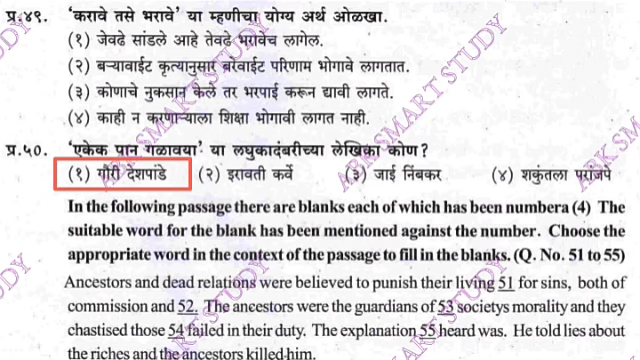 प्र.४९. 'करावे तसे भरावे' या म्हणीचा योग्य अर्थ ओळखा.
(१) जेवढे सांडले आहे तेवढे भरावेच लागेल.
(२) बऱ्यावाईट कृत्यानुसार बरेवाईट परिणाम भोगावे लागतात.
(३) कोणाचे नुकसान केले तर भरपाई करून द्यावी लागते.
(४) काही न करणाऱ्याला शिक्षा भोगावी लागत नाही.
प्र.५०. 'एकेक पान गळावया' या लघुकादंबरीच्या लेखिका कोण?
(१) गौरी देशपांडे (२) इरावती कर्वे (३) जाई निंबकर (४) शकुंतला परांजपे
In the following passage there are blanks each of which has been numbera (4) The
suitable word for the blank has been mentioned against the number. Choose the
appropriate word in the context of the passage to fill in the blanks. (Q. No. 51 to 55)
Ancestors and dead relations were believed to punish their living 51 for sins, both of
commission and 52. The ancestors were the guardians of 53 societys morality and they
chastised those 54 failed in their duty. The explanation 55 heard was. He told lies about
the riches and the ancestors killed him.
ABK SMART STUDY